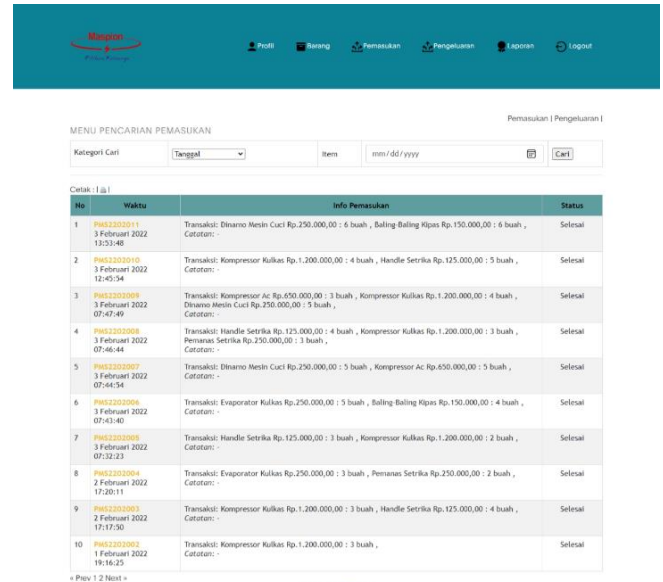 Maspion
Profil Barang Pemasukan Pengeluaran Laporan Logout
Pemasukan | Pengeluaran |
MENU PENCARIAN PEMASUKAN
Kategori Cari Tanggal Item mm/dd/yyyy Cari
Cetak : | |
No Waktu Info Pemasukan Status
1 PMS2202011 Transaksi: Dinamo Mesin Cuci Rp.250.000,00 : 6 buah , Baling-Baling Kipas Rp.150.000,00 : 6 buah , Selesai
3 Februari 2022 Catatan: -
13:53:48
2 PMS2202010 Transaksi: Kompressor Kulkas Rp.1.200.000,00 : 4 buah , Handle Setrika Rp.125.000,00 : 5 buah , Selesai
3 Februari 2022 Catatan: -
12:45:54
3 PMS2202009 Transaksi: Kompressor Ac Rp.650.000,00 : 3 buah , Kompressor Kulkas Rp.1.200.000,00 : 4 buah , Selesai
3 Februari 2022 Dinamo Mesin Cuci Rp.250.000,00 : 5 buah ,
07:47:49 Catatan: -
4 PMS2202008 Transaksi: Handle Setrika Rp.125.000,00 : 4 buah , Kompressor Kulkas Rp.1.200.000,00 : 3 buah , Selesai
3 Februari 2022 Pemanas Setrika Rp.250.000,00 : 3 buah ,
07:46:44 Catatan: -
5 PMS2202007 Transaksi: Dinamo Mesin Cuci Rp.250.000,00 : 5 buah , Kompressor Ac Rp.650.000,00 : 5 buah , Selesai
3 Februari 2022 Catatan: -
07:44:54
6 PMS2202006 Transaksi: Evaporator Kulkas Rp.250.000,00 : 5 buah , Baling-Baling Kipas Rp.150.000,00 : 4 buah , Selesai
3 Februari 2022 Catatan: -
07:43:40
7 PMS2202005 Transaksi: Handle Setrika Rp.125.000,00 : 3 buah , Kompressor Kulkas Rp.1.200.000,00 : 2 buah , Selesai
3 Februari 2022 Catatan: -
07:32:23
8 PMS2202004 Transaksi: Evaporator Kulkas Rp.250.000,00 : 3 buah , Pemanas Setrika Rp.250.000,00 : 2 buah , Selesai
2 Februari 2022 Catatan: -
17:20:11
9 PMS2202003 Transaksi: Kompressor Kulkas Rp.1.200.000,00 : 3 buah , Handle Setrika Rp.125.000,00 : 4 buah , Selesai
2 Februari 2022 Catatan: -
17:17:50
10 PMS2202002 Transaksi: Kompressor Kulkas Rp.1.200.000,00 : 3 buah , Selesai
1 Februari 2022 Catatan: -
19:16:25
« Prev 1 2 Next »